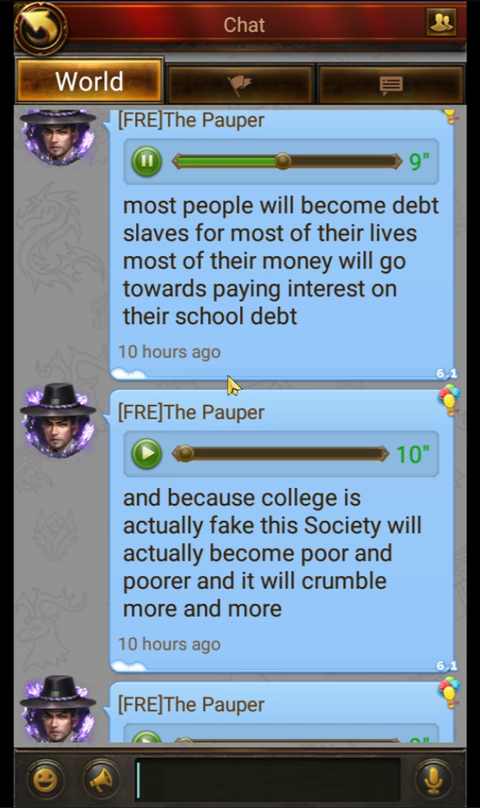 Chat
World
[FRE]The Pauper
9"
most people will become debt
slaves for most of their lives
most of their money will go
towards paying interest on
their school debt
10 hours ago
6.1
[FRE]The Pauper
10"
and because college is
actually fake this Society will
actually become poor and
poorer and it will crumble
more and more
10 hours ago
6.1
[FRE]The Pauper